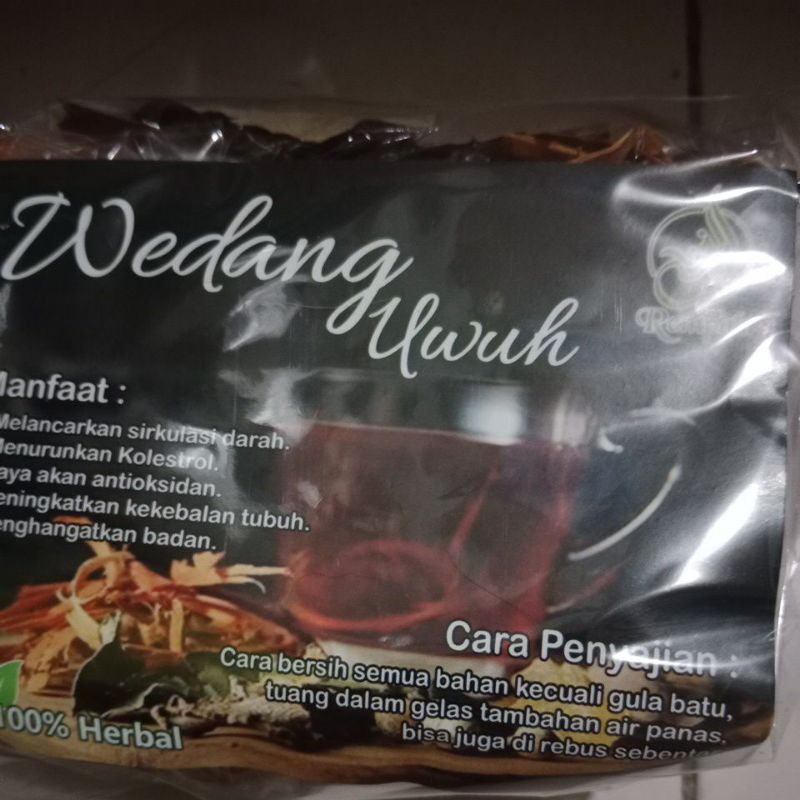 Wedang
Uwuh
Manfaat :
Melancarkan sirkulasi darah.
Menurunkan Kolestrol.
aya akan antioksidan.
eningkatkan kekebalan tubuh.
enghangatkan badan.
Cara Penyajian :
Cara bersih semua bahan kecuali gula batu,
tuang dalam gelas tambahan air panas.
bisa juga di rebus
100% Herbal